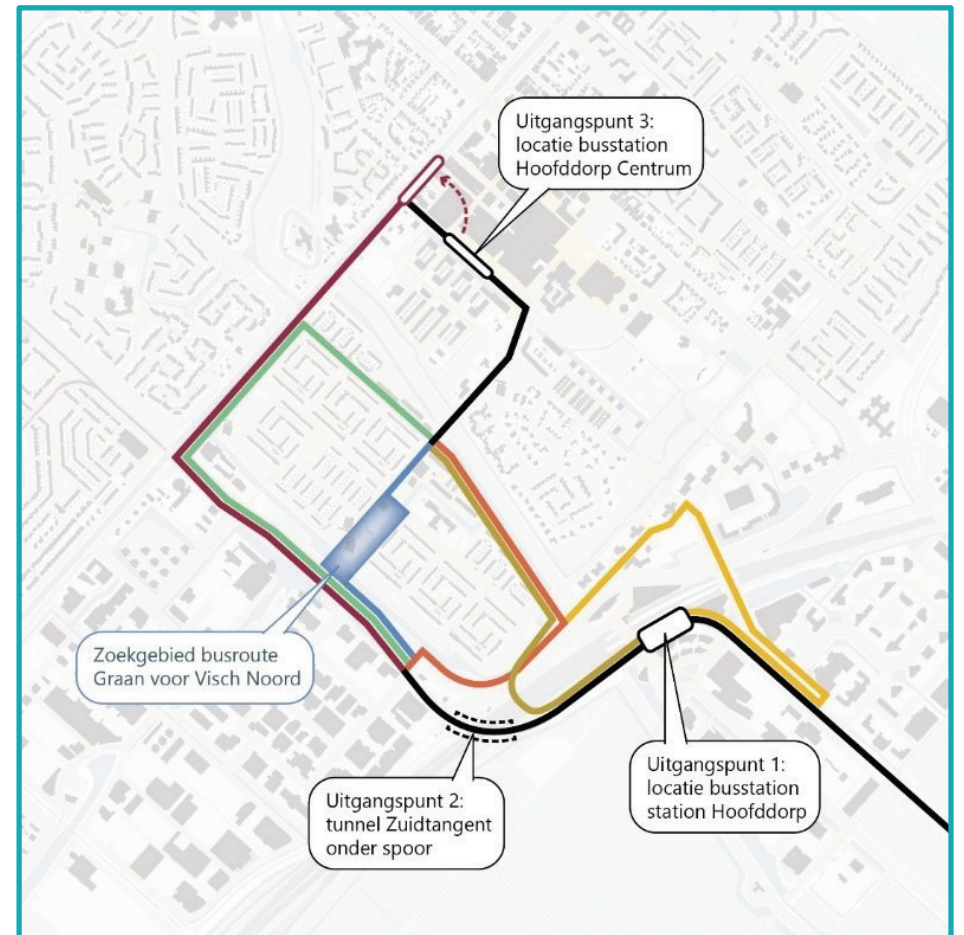 Uitgangspunt 3:
locatie busstation
Hoofddorp Centrum
Zoekgebied busroute
Graan voor Visch Noord
Uitgangspunt 2:
tunnel Zuidtangent
onder spoor
Uitgangspunt 1:
locatie busstation
station Hoofddorp